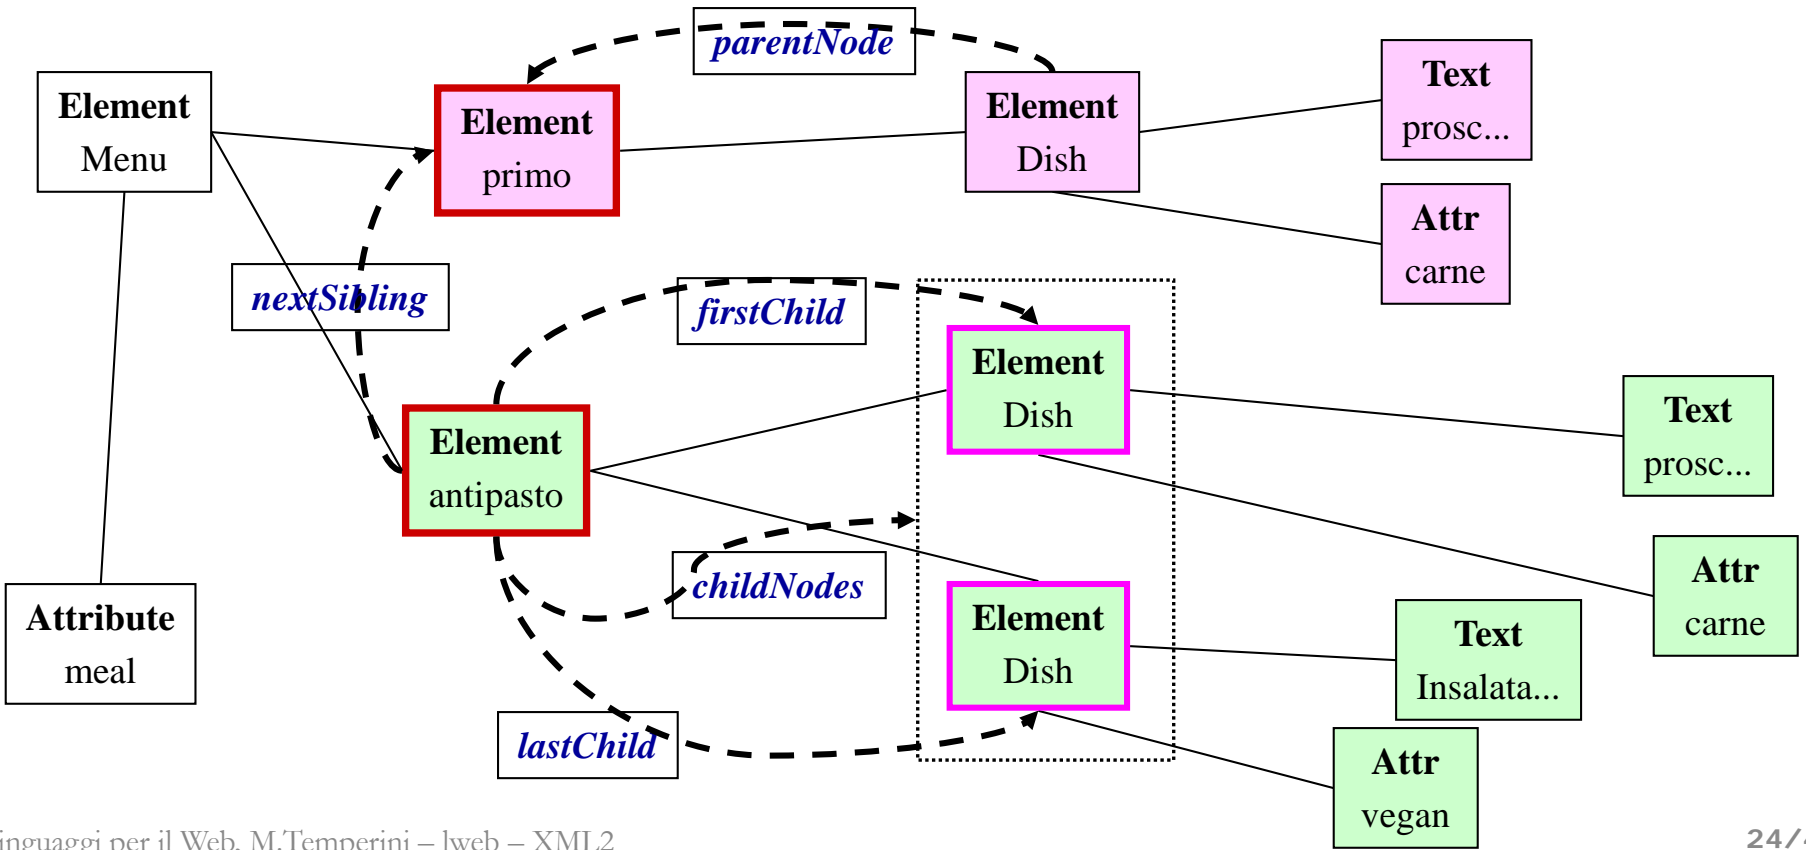 parentNode
Element
Menu
Element
primo
Element
Dish
Text
prosc...
Attr
carne
nextSibling
firstChild
Element
antipasto
Element
Dish
Text
prosc...
childNodes
Attr
carne
Attribute
meal
Element
Dish
Text
Insalata...
lastChild
Attr
vegan
inguaggi per il Web, M.Temperini – lweb – XML2
24/4